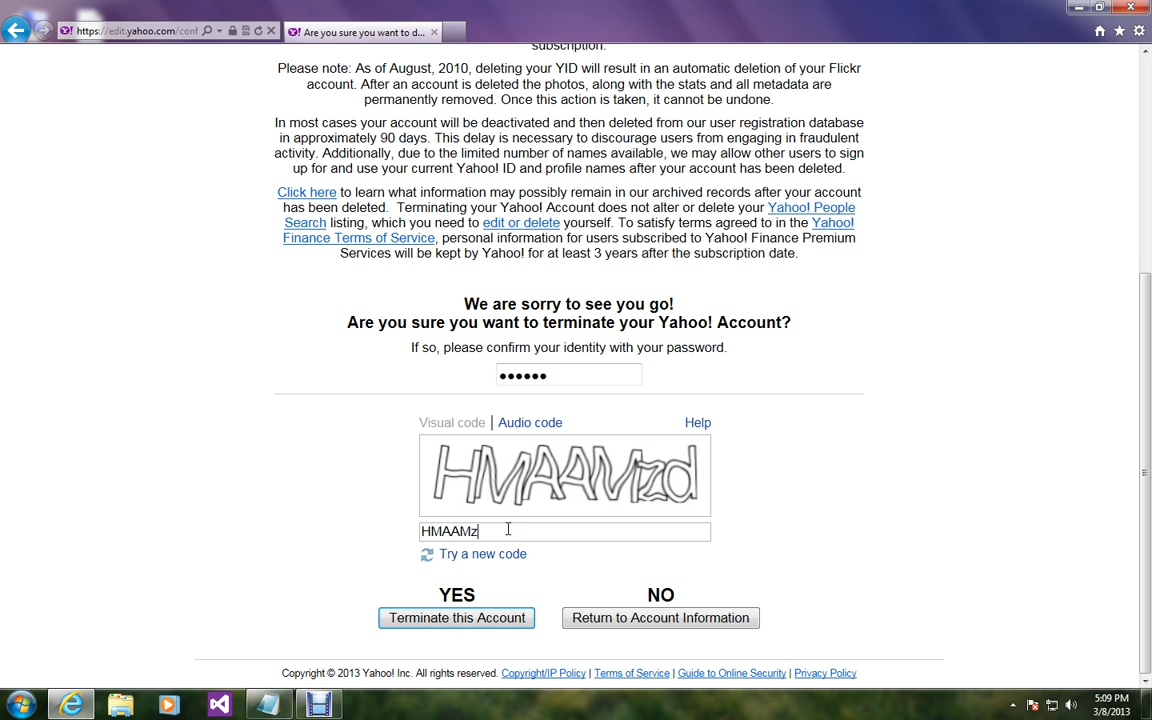 https://edit.yahoo.com/conf
Are you sure you want to d...
subscription.
Please note: As of August, 2010, deleting your YID will result in an automatic deletion of your Flickr
account. After an account is deleted the photos, along with the stats and all metadata are
permanently removed. Once this action is taken, it cannot be undone.
In most cases your account will be deactivated and then deleted from our user registration database
in approximately 90 days. This delay is necessary to discourage users from engaging in fraudulent
activity. Additionally, due to the limited number of names available, we may allow other users to sign
up for and use your current Yahoo! ID and profile names after your account has been deleted.
Click here to learn what information may possibly remain in our archived records after your account
has been deleted. Terminating your Yahoo! Account does not alter or delete your Yahoo! People
Search listing, which you need to edit or delete yourself. To satisfy terms agreed to in the Yahoo!
Finance Terms of Service, personal information for users subscribed to Yahoo! Finance Premium
Services will be kept by Yahoo! for at least 3 years after the subscription date.
We are sorry to see you go!
Are you sure you want to terminate your Yahoo! Account?
If so, please confirm your identity with your password.
Visual code | Audio code Help
HMAAMzd
HMAAMz
Try a new code
YES NO
Terminate this Account Return to Account Information
Copyright © 2013 Yahoo! Inc. All rights reserved. Copyright/IP Policy | Terms of Service | Guide to Online Security | Privacy Policy
5:09 PM
3/8/2013